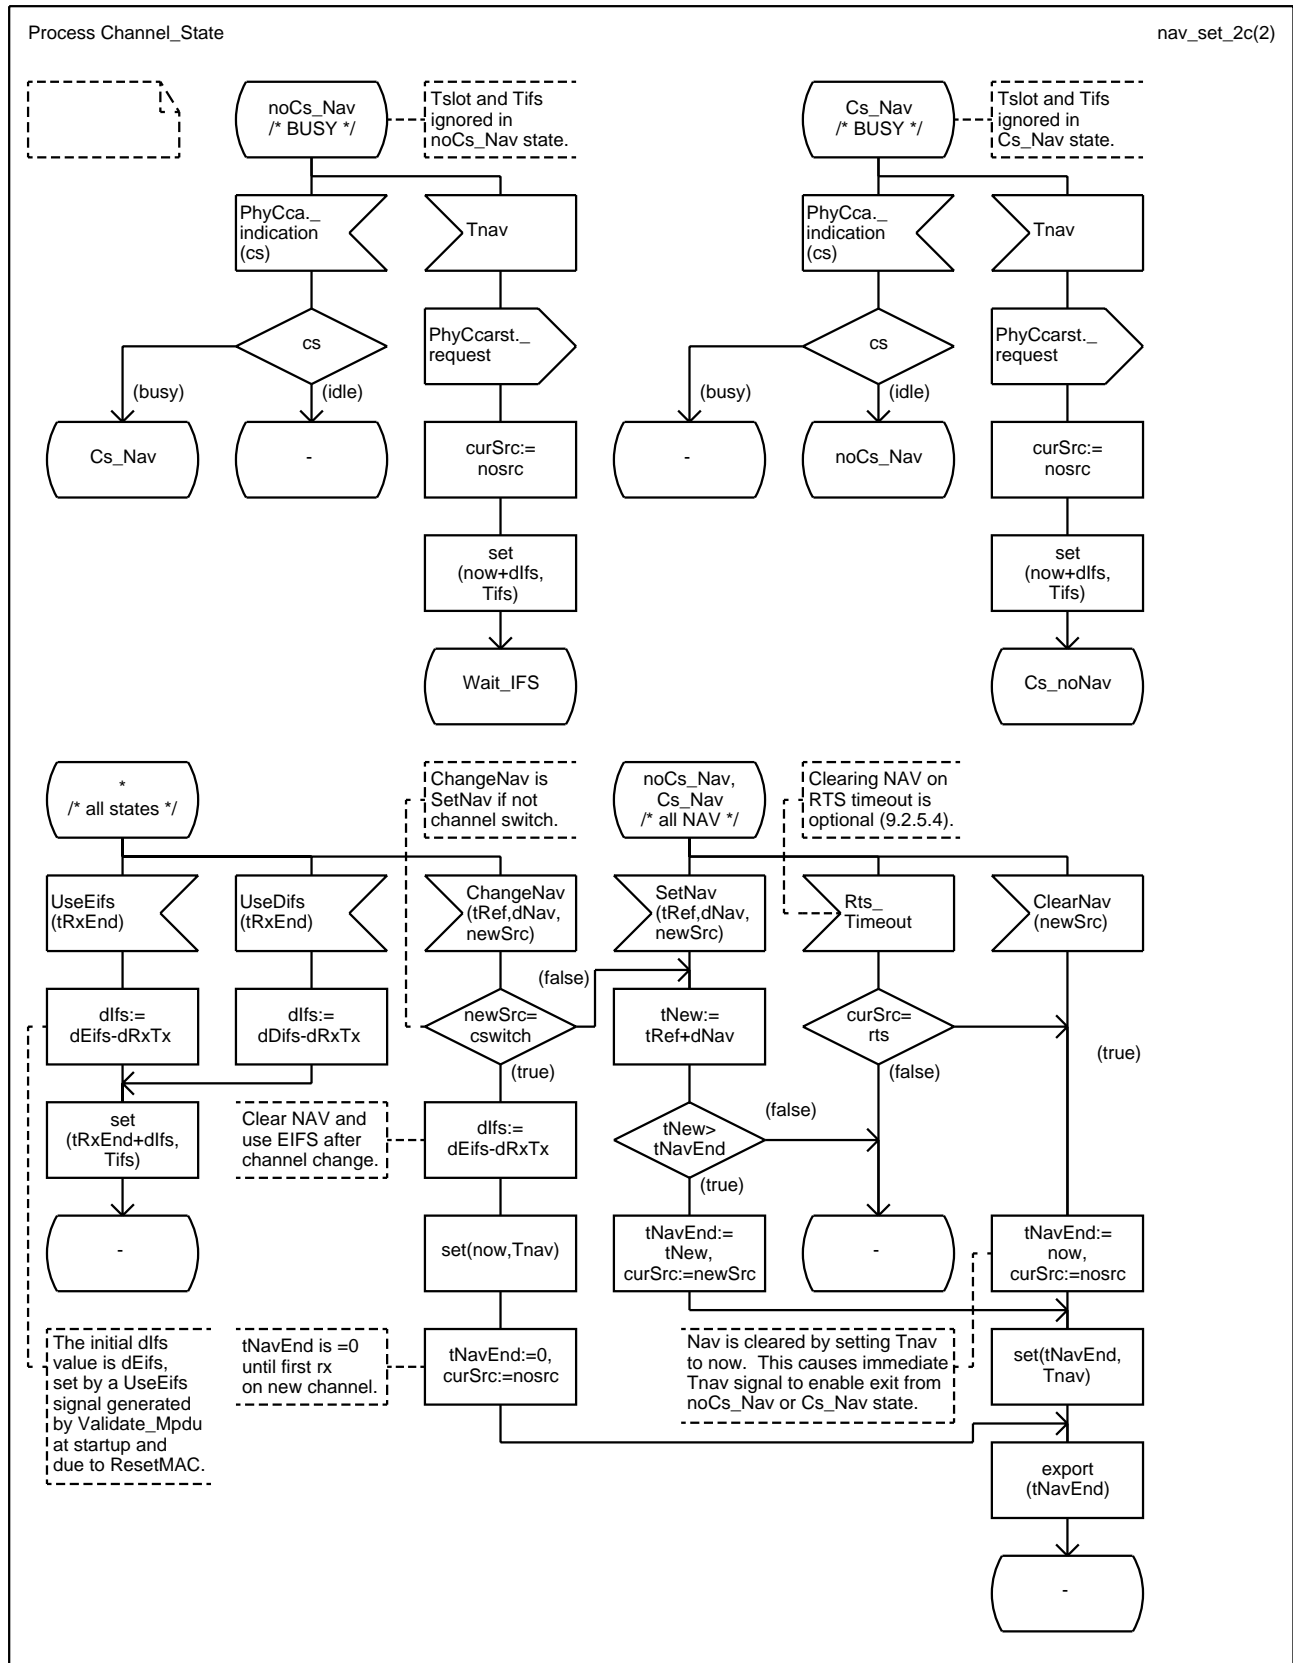 Process Channel_State
nav_set_2c(2)
noCs_Nav
/* BUSY */
Tslot and Tifs
ignored in
noCs_Nav state.
Cs_Nav
/* BUSY */
Tslot and Tifs
ignored in
Cs_Nav state.
PhyCca._
indication
(cs)
Tnav
PhyCca._
indication
(cs)
Tnav
cs
PhyCcarst._
request
cs
PhyCcarst._
request
(busy)
(idle)
(busy)
(idle)
Cs_Nav
-
curSrc:=
nosrc
-
noCs_Nav
curSrc:=
nosrc
set
(now+dIfs,
Tifs)
set
(now+dIfs,
Tifs)
Wait_IFS
Cs_noNav
*
/* all states */
ChangeNav is
SetNav if not
channel switch.
noCs_Nav,
Cs_Nav
/* all NAV */
Clearing NAV on
RTS timeout is
optional (9.2.5.4).
UseEifs
(tRxEnd)
UseDifs
(tRxEnd)
ChangeNav
(tRef,dNav,
newSrc)
SetNav
(tRef,dNav,
newSrc)
Rts_
Timeout
ClearNav
(newSrc)
(false)
dIfs:=
dEifs-dRxTx
dIfs:=
dDifs-dRxTx
newSrc=
cswitch
tNew:=
tRef+dNav
curSrc=
rts
(true)
(true)
(false)
set
(tRxEnd+dIfs,
Tifs)
Clear NAV and
use EIFS after
channel change.
dIfs:=
dEifs-dRxTx
(false)
tNew>
tNavEnd
(true)
-
set(now,Tnav)
tNavEnd:=
tNew,
curSrc:=newSrc
-
tNavEnd:=
now,
curSrc:=nosrc
The initial dIfs
value is dEifs,
set by a UseEifs
signal generated
by Validate_Mpdu
at startup and
due to ResetMAC.
tNavEnd is =0
until first rx
on new channel.
tNavEnd:=0,
curSrc:=nosrc
Nav is cleared by setting Tnav
to now.  This causes immediate
Tnav signal to enable exit from
noCs_Nav or Cs_Nav state.
set(tNavEnd,
Tnav)
export
(tNavEnd)
-